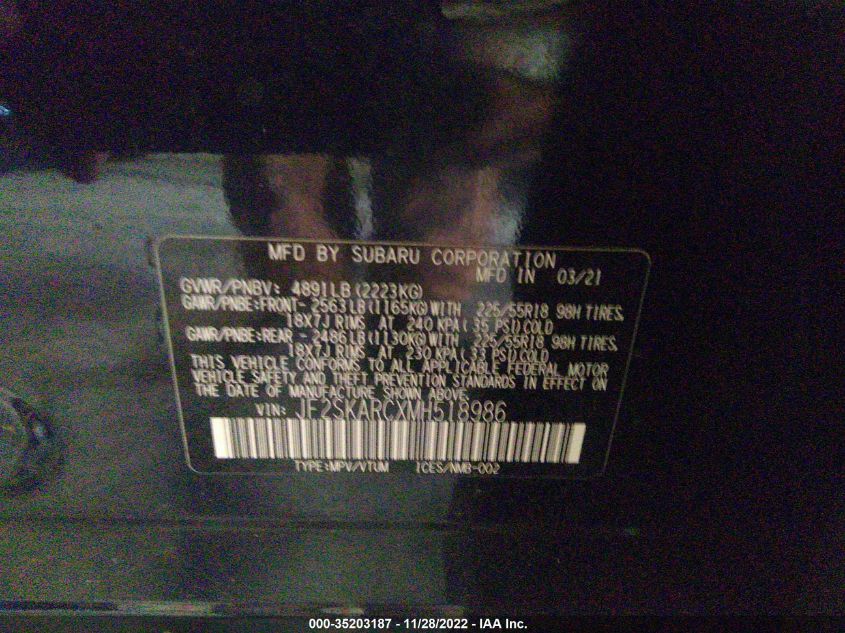 MFD BY SUBARU CORPORATION
MFD IN 03/21
GVWR/PNBV: 4891LB(2223KG)
GAWR/PNBE:FRONT- 2563LB(1165KG)WITH 225/55R18 98H TIRES,
18X7J RIMS AT 240 KPA(35 PSI)COLD
GAWR/PNBE:REAR - 2486LB(1130KG)WITH 225/55R18 98H TIRES,
18X7J RIMS AT 230 KPA(33 PSI)COLD
THIS VEHICLE CONFORMS TO ALL APPLICABLE FEDERAL MOTOR
VEHICLE SAFETY AND THEFT PREVENTION STANDARDS IN EFFECT ON
THE DATE OF MANUFACTURE SHOWN ABOVE.
VIN: JF2SKARCXMH518986
TYPE:MPV/VTUM ICES/NMB-002
000-35203187 - 11/28/2022 - IAA Inc.